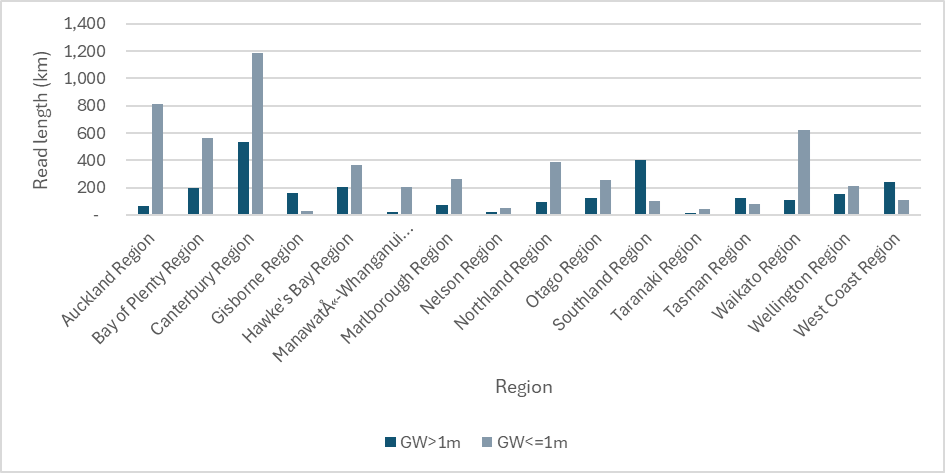 1,400
1,200
1,000
800
600
400
200
-
Read length (km)
Auckland Region
Bay of Plenty Region
Canterbury Region
Gisborne Region
Hawke's Bay Region
ManawatÅ«-Whanganui...
Marlborough Region
Nelson Region
Northland Region
Otago Region
Southland Region
Taranaki Region
Tasman Region
Waikato Region
Wellington Region
West Coast Region
Region
GW>1m
GW<=1m